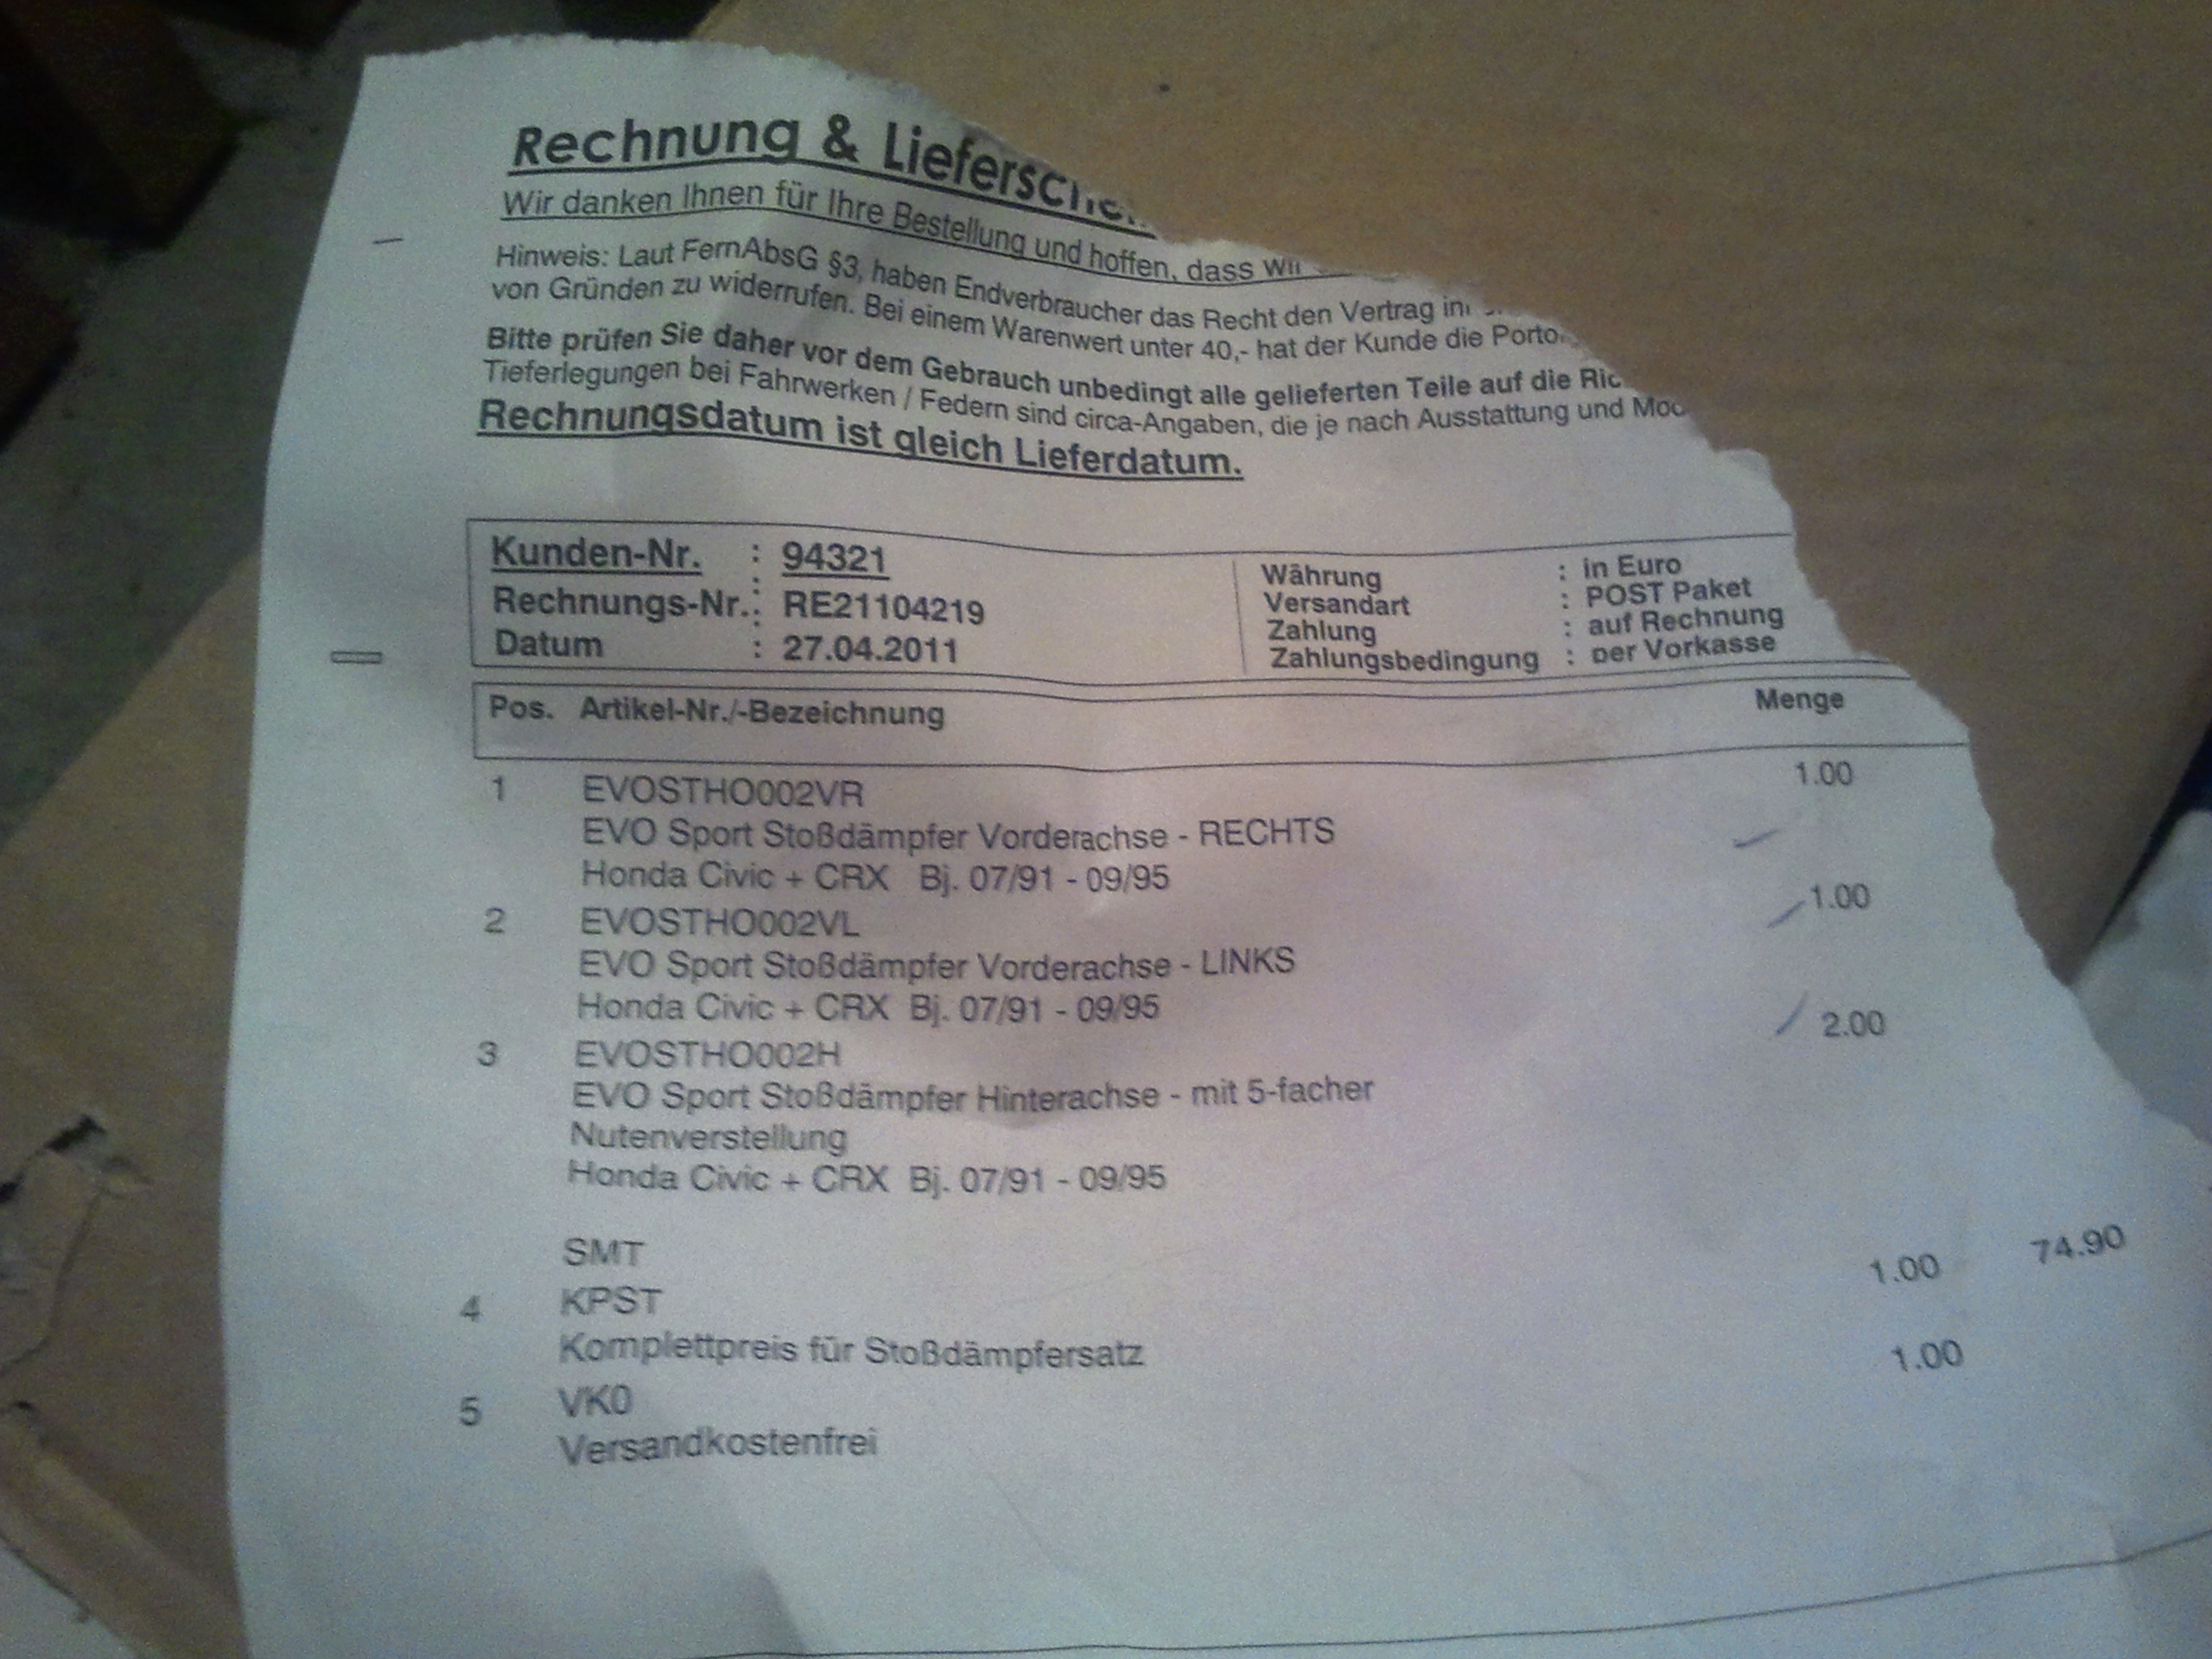 Rechnung & Liefersche
Wir danken Ihnen für Ihre Bestellung und hoffen, dass wir
Hinweis: Laut FernAbsG §3, haben Endverbraucher das Recht den Vertrag
von Gründen zu widerrufen. Bei einem Warenwert unter 40,- hat der Kunde die Porto
Bitte prüfen Sie daher vor dem Gebrauch unbedingt alle gelieferten Teile auf die Ric
Tieferlegungen bei Fahrwerken / Federn sind circa-Angaben, die je nach Ausstattung und Mod
Rechnungsdatum ist gleich Lieferdatum.
Kunden-Nr. : 94321
Rechnungs-Nr.: RE21104219
Datum : 27.04.2011
Währung : in Euro
Versandart : POST Paket
Zahlung : auf Rechnung
Zahlungsbedingung : per Vorkasse
Pos. Artikel-Nr./-Bezeichnung Menge
1 EVOSTHO002VR 1.00
EVO Sport Stoßdämpfer Vorderachse - RECHTS
Honda Civic + CRX Bj. 07/91 - 09/95
2 EVOSTHO002VL 1.00
EVO Sport Stoßdämpfer Vorderachse - LINKS
Honda Civic + CRX Bj. 07/91 - 09/95
3 EVOSTHO002H 2.00
EVO Sport Stoßdämpfer Hinterachse - mit 5-facher
Nutenverstellung
Honda Civic + CRX Bj. 07/91 - 09/95
SMT
4 KPST 1.00 74.90
Komplettpreis für Stoßdämpfersatz
5 VK0 1.00
Versandkostenfrei